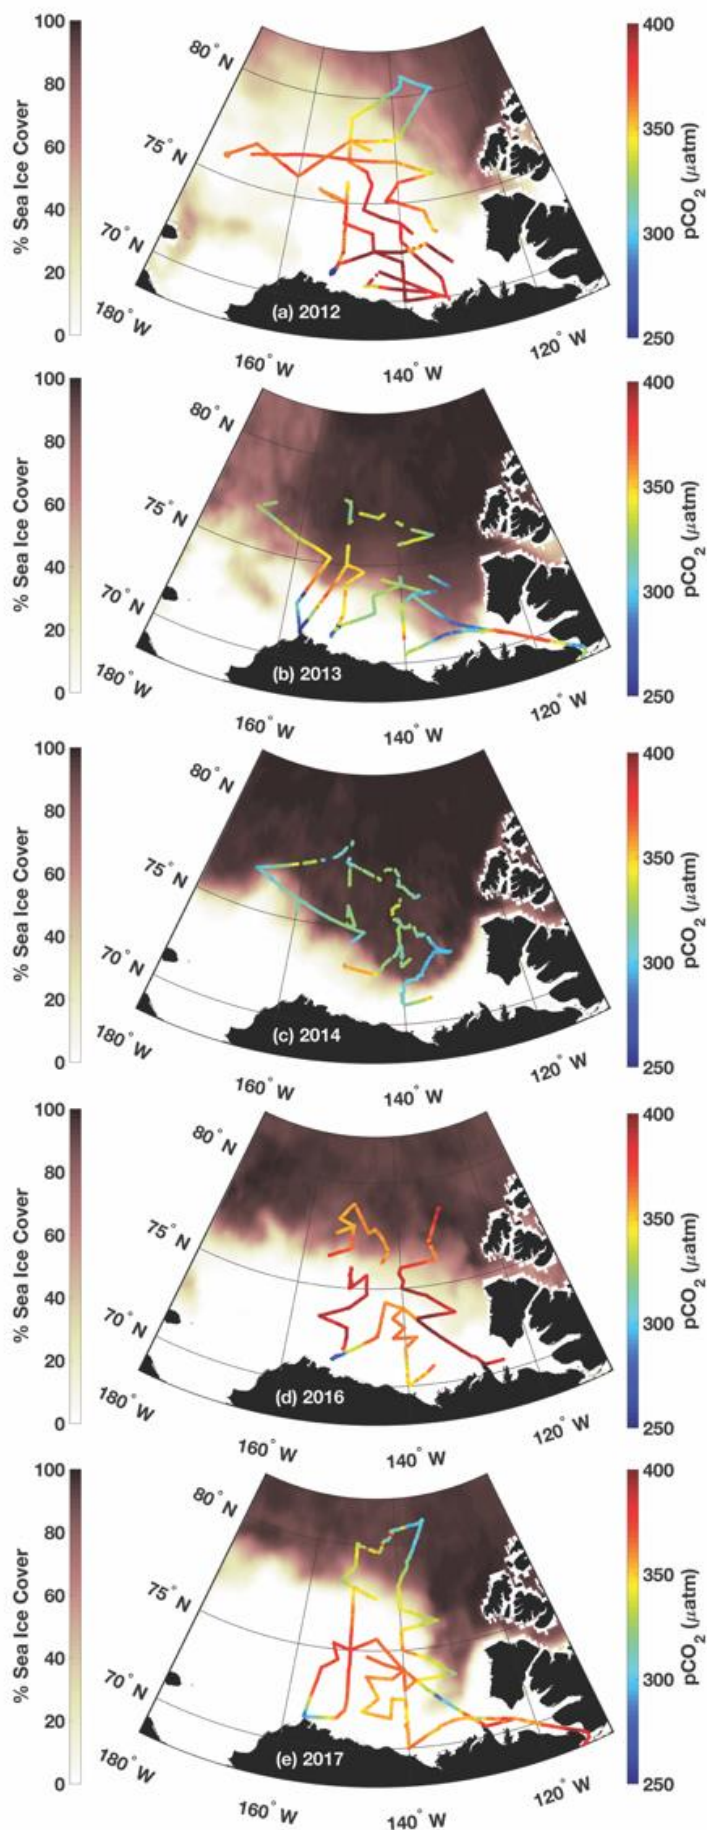 100
80
60
40
20
0
% Sea Ice Cover
80°N
75°N
70°N
180°W
160°W
140°W
120°W
(a) 2012
400
350
300
250
pCO2 (μatm)
100
80
60
40
20
0
% Sea Ice Cover
80°N
75°N
70°N
180°W
160°W
140°W
120°W
(b) 2013
400
350
300
250
pCO2 (μatm)
100
80
60
40
20
0
% Sea Ice Cover
80°N
75°N
70°N
180°W
160°W
140°W
120°W
(c) 2014
400
350
300
250
pCO2 (μatm)
100
80
60
40
20
0
% Sea Ice Cover
80°N
75°N
70°N
180°W
160°W
140°W
120°W
(d) 2016
400
350
300
250
pCO2 (μatm)
100
80
60
40
20
0
% Sea Ice Cover
80°N
75°N
70°N
180°W
160°W
140°W
120°W
(e) 2017
400
350
300
250
pCO2 (μatm)